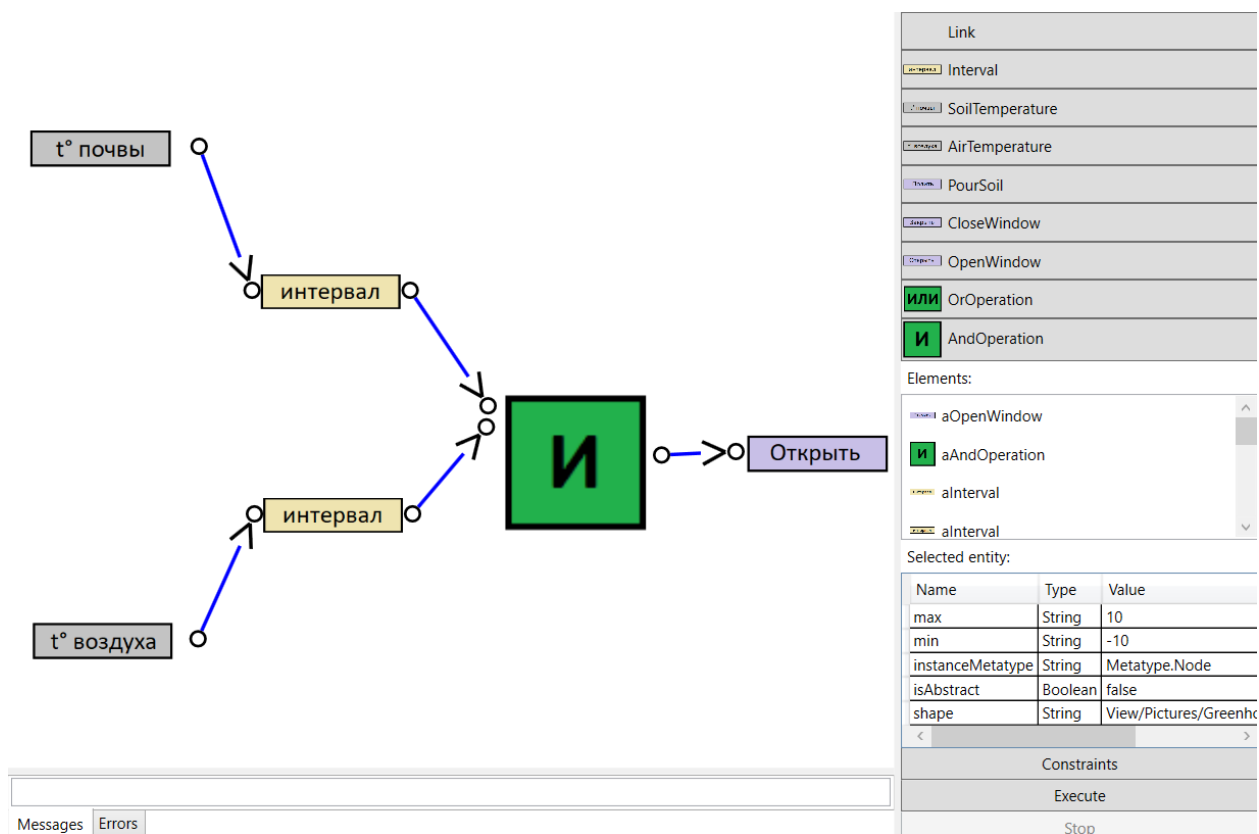 t° почвы
интервал
И
Открыть
интервал
t° воздуха
Messages Errors
Link
Interval
SoilTemperature
AirTemperature
PourSoil
CloseWindow
OpenWindow
ИЛИ OrOperation
И AndOperation
Elements:
aOpenWindow
И aAndOperation
aInterval
aInterval
Selected entity:
Name Type Value
max String 10
min String -10
instanceMetatype String Metatype.Node
isAbstract Boolean false
shape String View/Pictures/Greenho
Constraints
Execute
Stop